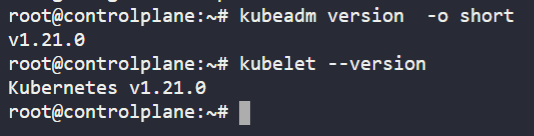 root@controlplane:~# kubeadm version  -o short
v1.21.0
root@controlplane:~# kubelet --version
Kubernetes v1.21.0
root@controlplane:~#